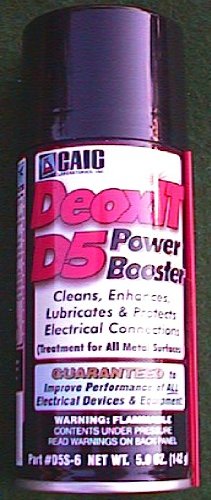 CAIG
LABORATORIES, INC.
DeoxIT
D5 Power
Booster
Cleans, Enhances,
Lubricates & Protects
Electrical Connections
(Treatment for All Metal Surfaces
GUARANTEED to
Improve Performance of ALL
Electrical Devices & Equipment
WARNING: FLAMMABLE
CONTENTS UNDER PRESSURE
READ WARNINGS ON BACK PANEL
Part #D5S-6 NET WT. 5.0 OZ. (142 g)